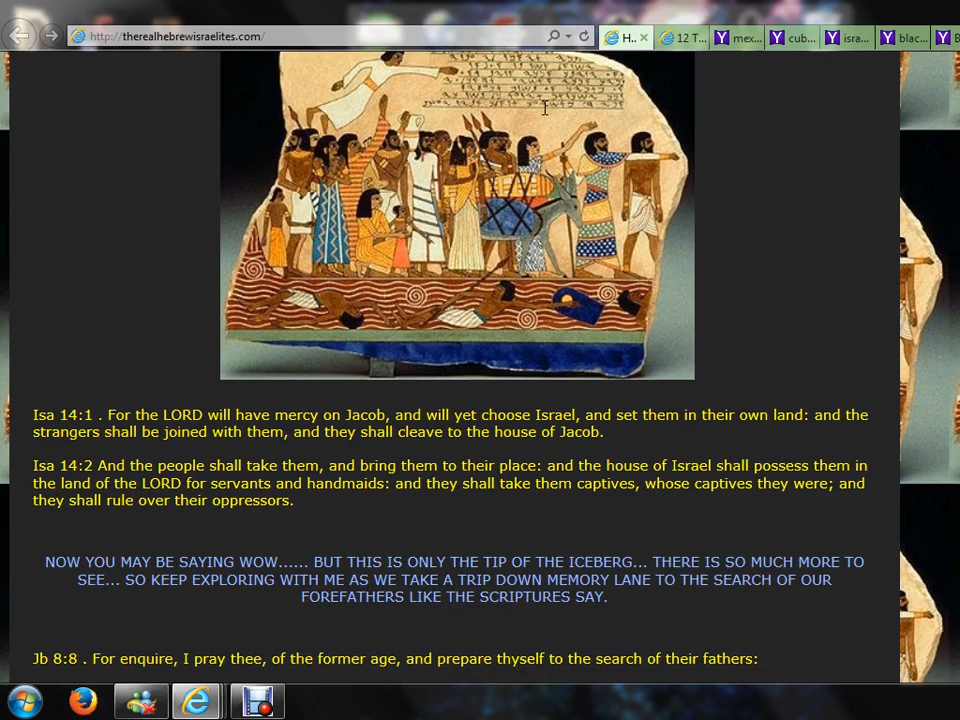 http://therealhebrewisraelites.com/
H..
12 T...
mex...
cub...
isra...
blac...
B
Isa 14:1 . For the LORD will have mercy on Jacob, and will yet choose Israel, and set them in their own land: and the
strangers shall be joined with them, and they shall cleave to the house of Jacob.
Isa 14:2 And the people shall take them, and bring them to their place: and the house of Israel shall possess them in
the land of the LORD for servants and handmaids: and they shall take them captives, whose captives they were; and
they shall rule over their oppressors.
NOW YOU MAY BE SAYING WOW...... BUT THIS IS ONLY THE TIP OF THE ICEBERG... THERE IS SO MUCH MORE TO
SEE... SO KEEP EXPLORING WITH ME AS WE TAKE A TRIP DOWN MEMORY LANE TO THE SEARCH OF OUR
FOREFATHERS LIKE THE SCRIPTURES SAY.
Jb 8:8 . For enquire, I pray thee, of the former age, and prepare thyself to the search of their fathers: